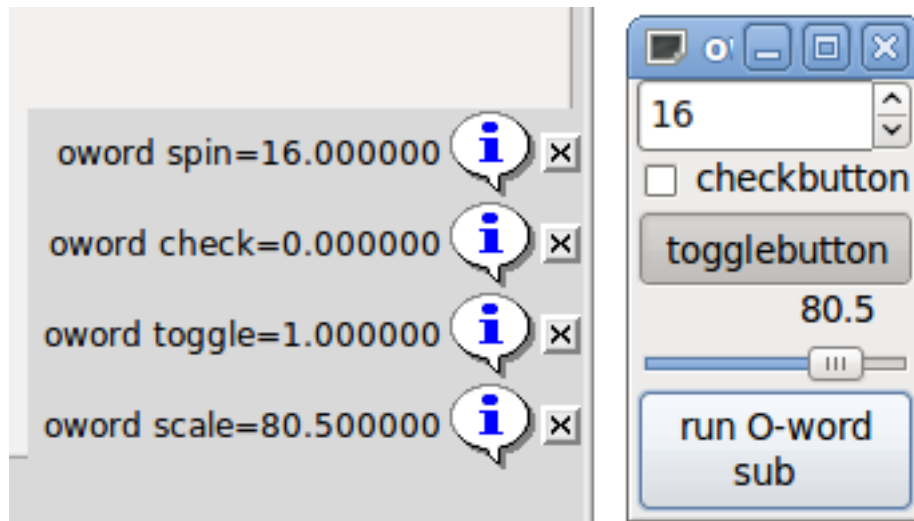 oword spin=16.000000
oword check=0.000000
oword toggle=1.000000
oword scale=80.500000
16
checkbutton
togglebutton
80.5
run O-word
sub